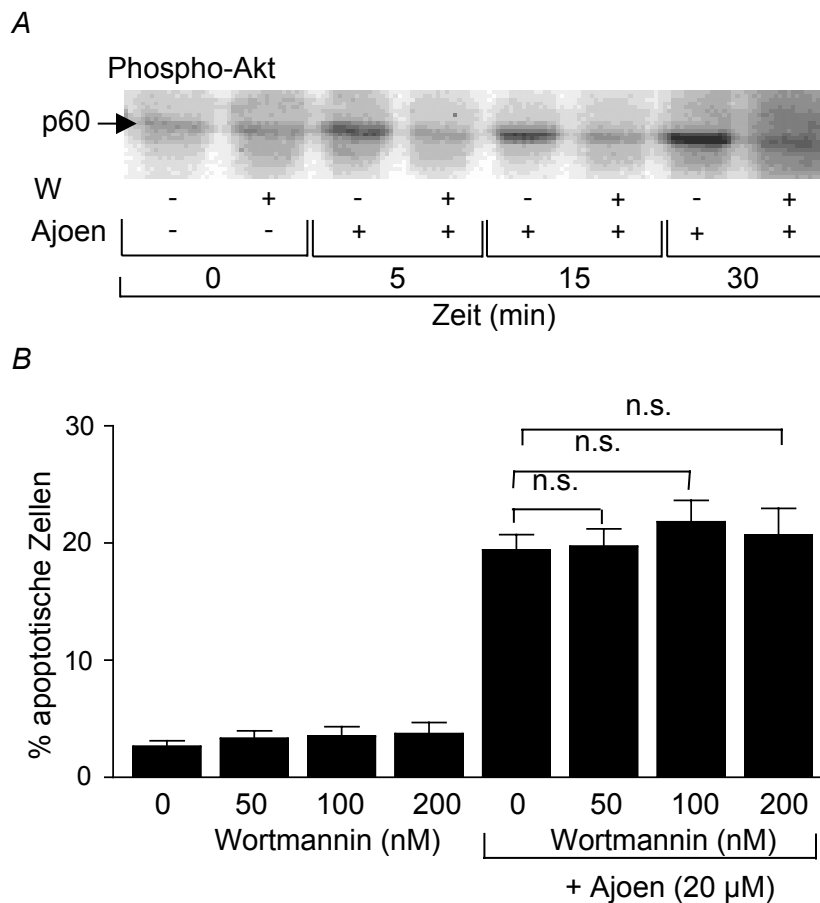 A
Phospho-Akt
p60
W - + - + - + - +
Ajoen - - + + + + + +
0 5 15 30
Zeit (min)
B
% apoptotische Zellen
30
20
10
0
n.s.
n.s.
n.s.
0 50 100 200 0 50 100 200
Wortmannin (nM) Wortmannin (nM)
+ Ajoen (20 µM)